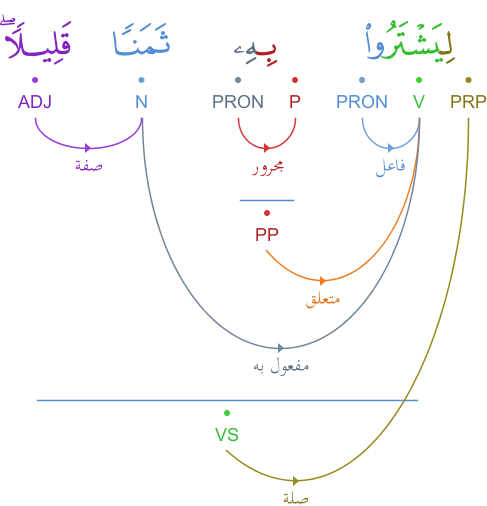 لِيَشْتَرُوا۟ بِهِۦ ثَمَنًا قَلِيلًا ۖ
PRP V PRON P PRON N ADJ
فاعل مجرور صفة
PP
متعلق
مفعول به
VS
صلة